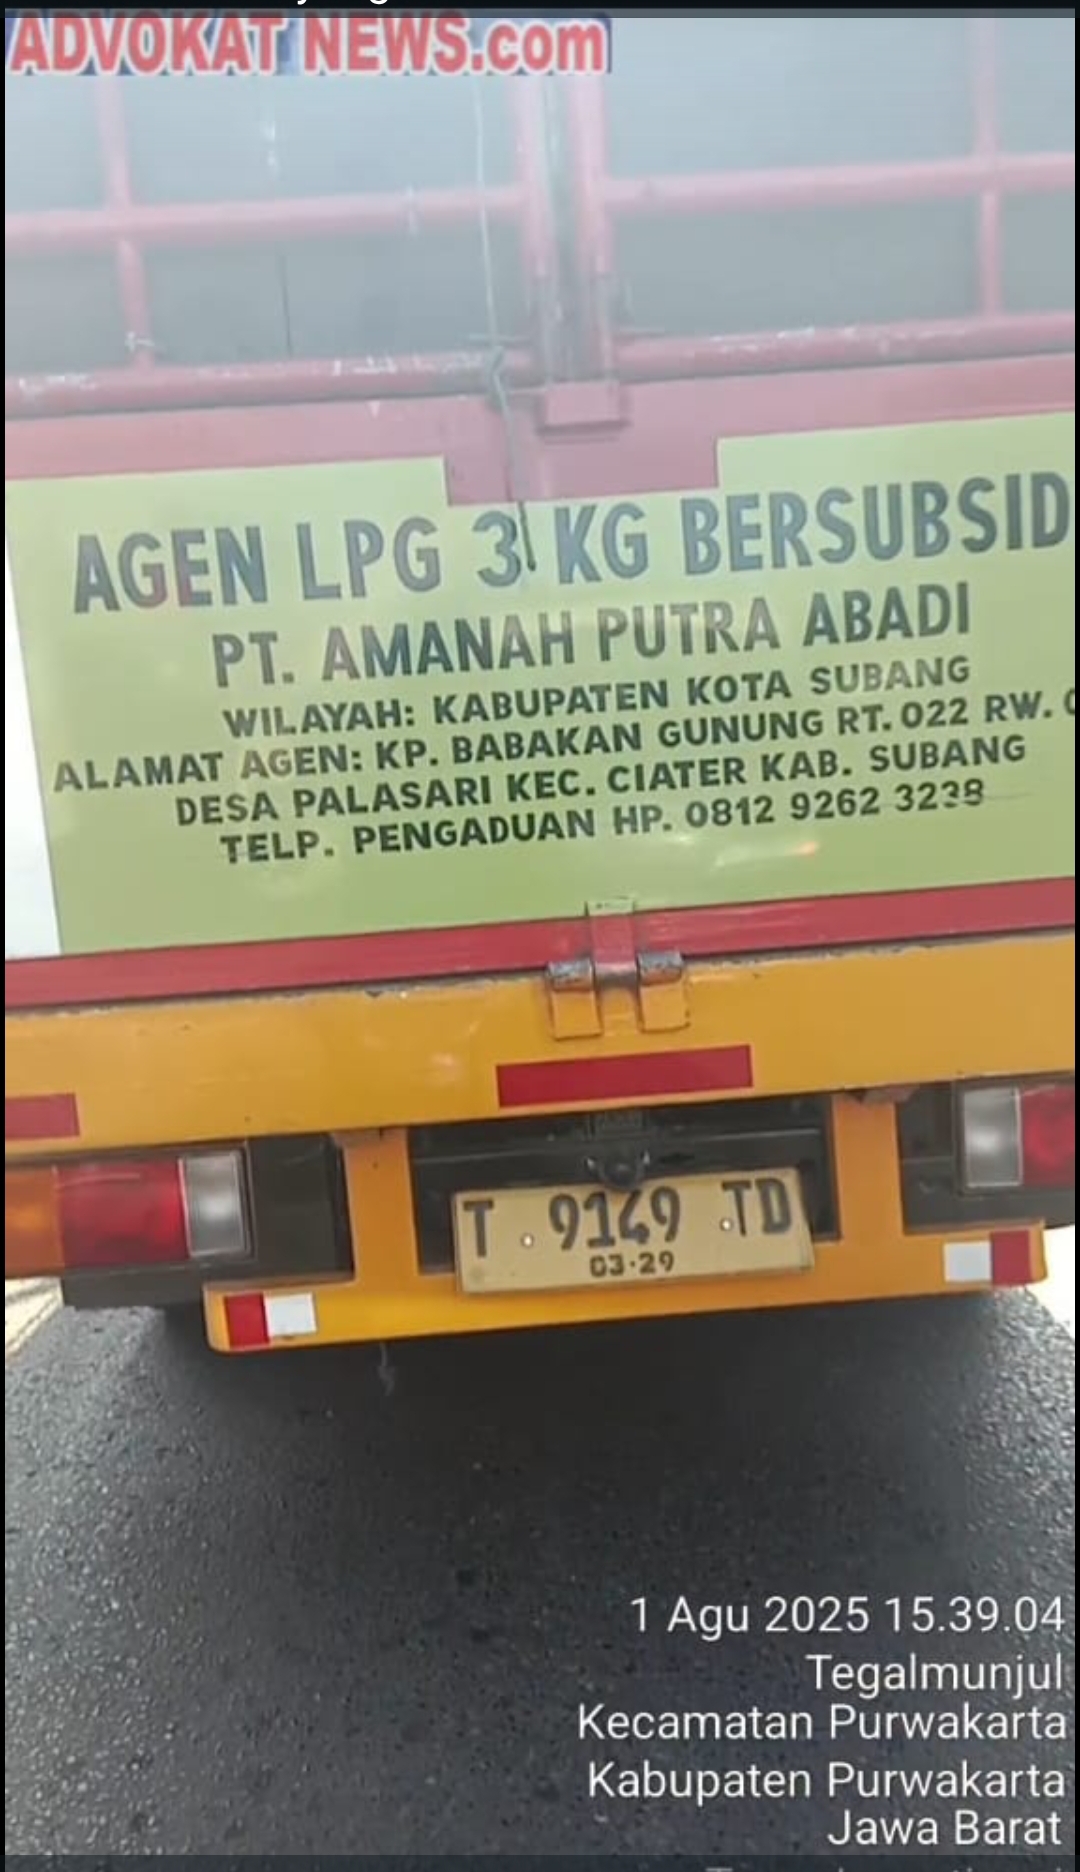 ADVOKAT NEWS.com
AGEN LPG 3 KG BERSUBSID
PT. AMANAH PUTRA ABADI
WILAYAH: KABUPATEN KOTA SUBANG
ALAMAT AGEN: KP. BABAKAN GUNUNG RT. 022 RW.
DESA PALASARI KEC. CIATER KAB. SUBANG
TELP. PENGADUAN HP. 0812 9262 3238
T 9149 TD
03·29
1 Agu 2025 15.39.04
Tegalmunjul
Kecamatan Purwakarta
Kabupaten Purwakarta
Jawa Barat